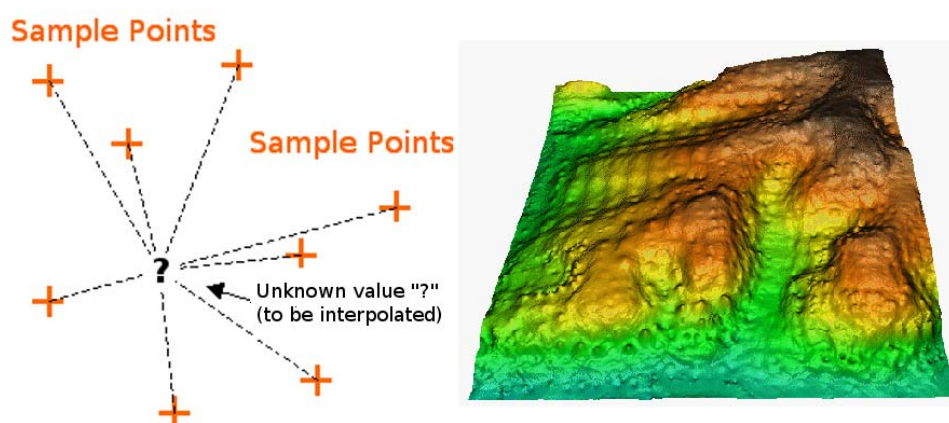 Sample Points
Sample Points
?
Unknown value "?"
(to be interpolated)